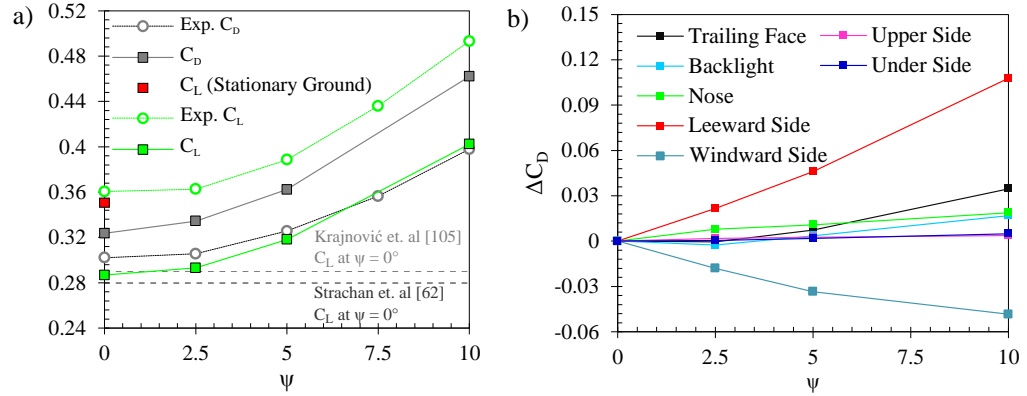 a)
0.52
0.48
0.44
0.4
0.36
0.32
0.28
0.24
Exp. C_D
C_D
C_L (Stationary Ground)
Exp. C_L
C_L
Krajnović et. al [105]
C_L at ψ = 0°
Strachan et. al [62]
C_L at ψ = 0°
0 2.5 5 7.5 10
ψ
b)
0.15
0.12
0.09
0.06
0.03
0
-0.03
-0.06
ΔC_D
Trailing Face
Backlight
Nose
Leeward Side
Windward Side
Upper Side
Under Side
0 2.5 5 7.5 10
ψ